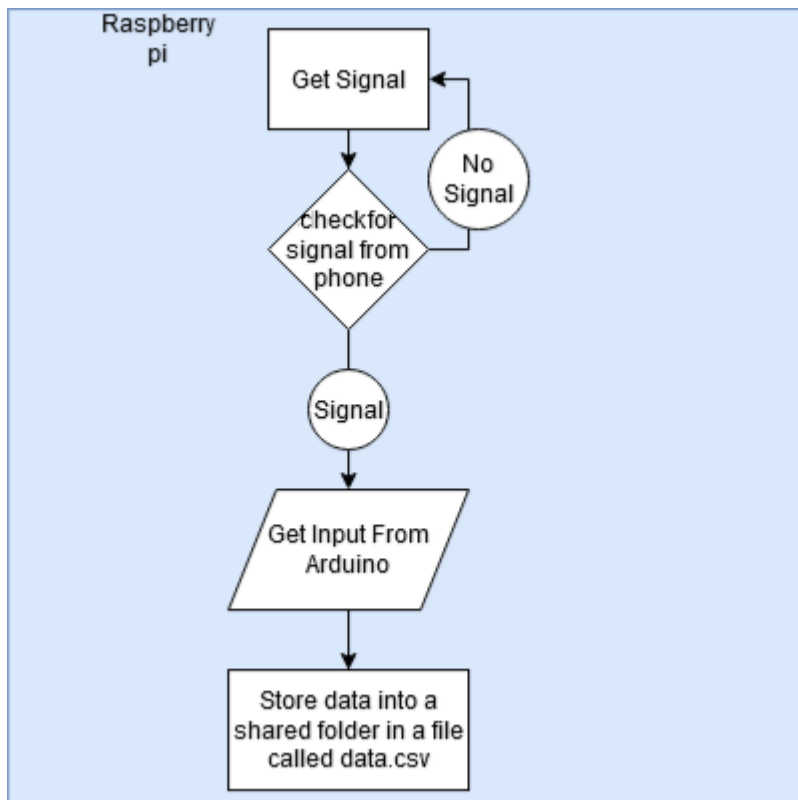 Raspberry
pi
Get Signal
No
Signal
checkfor
signal from
phone
Signal
Get Input From
Arduino
Store data into a
shared folder in a file
called data.csv